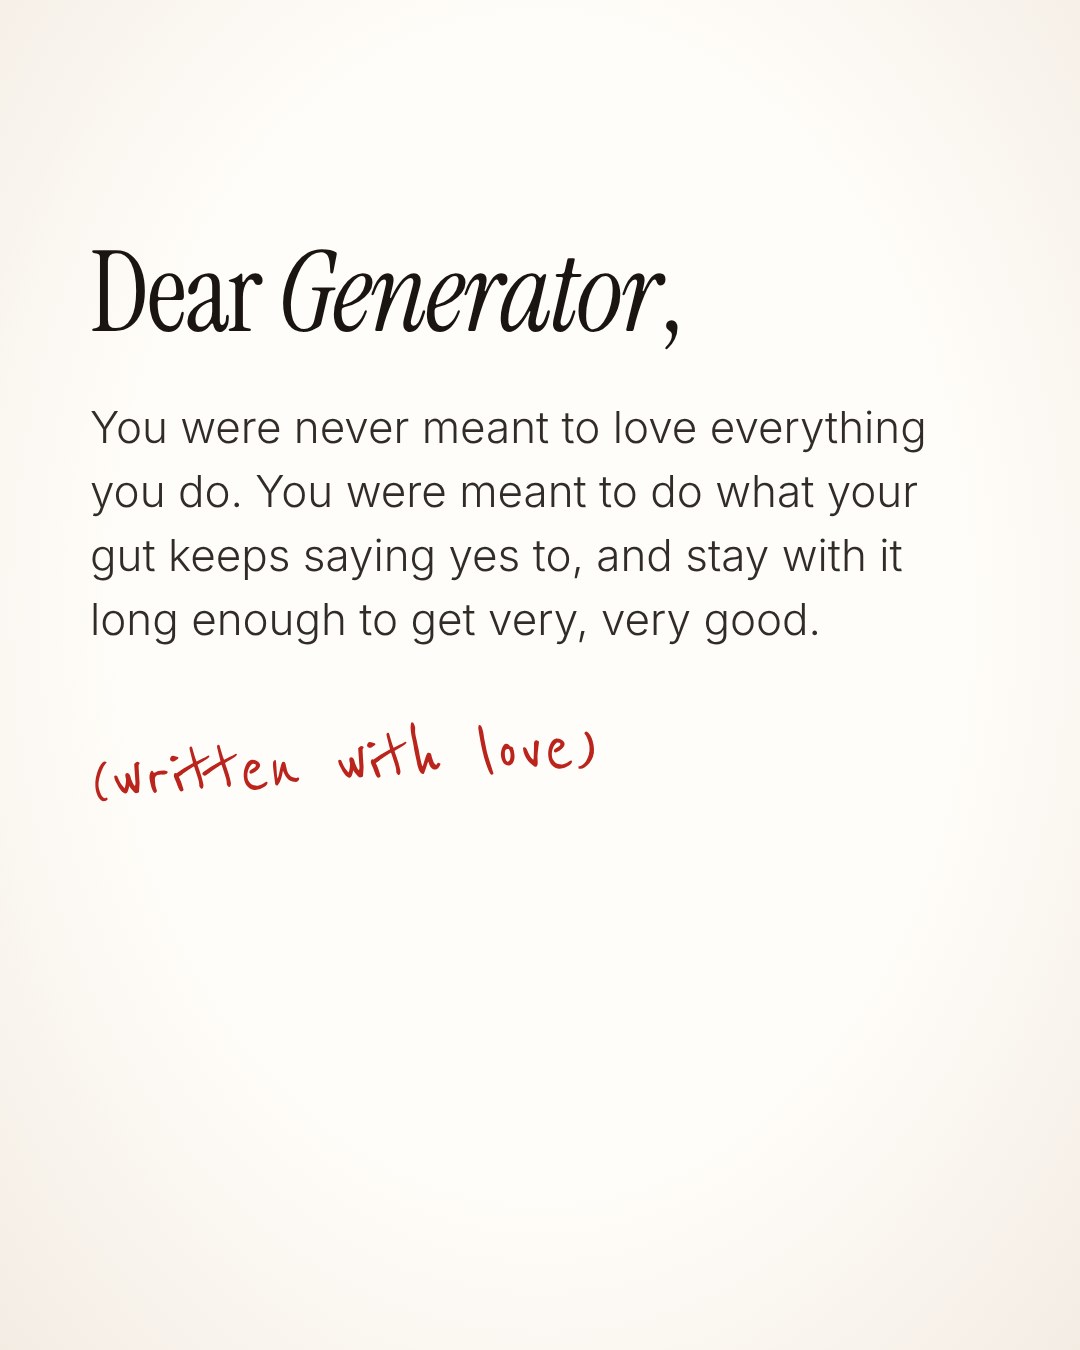 Dear Generator,
You were never meant to love everything
you do. You were meant to do what your
gut keeps saying yes to, and stay with it
long enough to get very, very good.
(written with love)